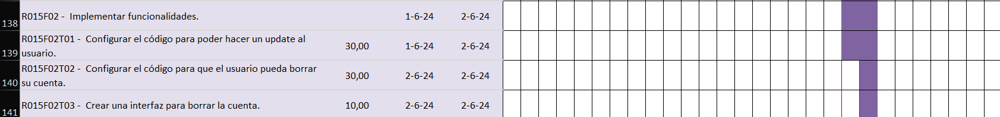 138 R015F02 -  Implementar funcionalidades. 1-6-24 2-6-24
139 R015F02T01 -  Configurar el código para poder hacer un update al
usuario. 30,00 1-6-24 2-6-24
140 R015F02T02 -  Configurar el código para que el usuario pueda borrar
su cuenta. 30,00 2-6-24 2-6-24
141 R015F02T03 -  Crear una interfaz para borrar la cuenta. 10,00 2-6-24 2-6-24